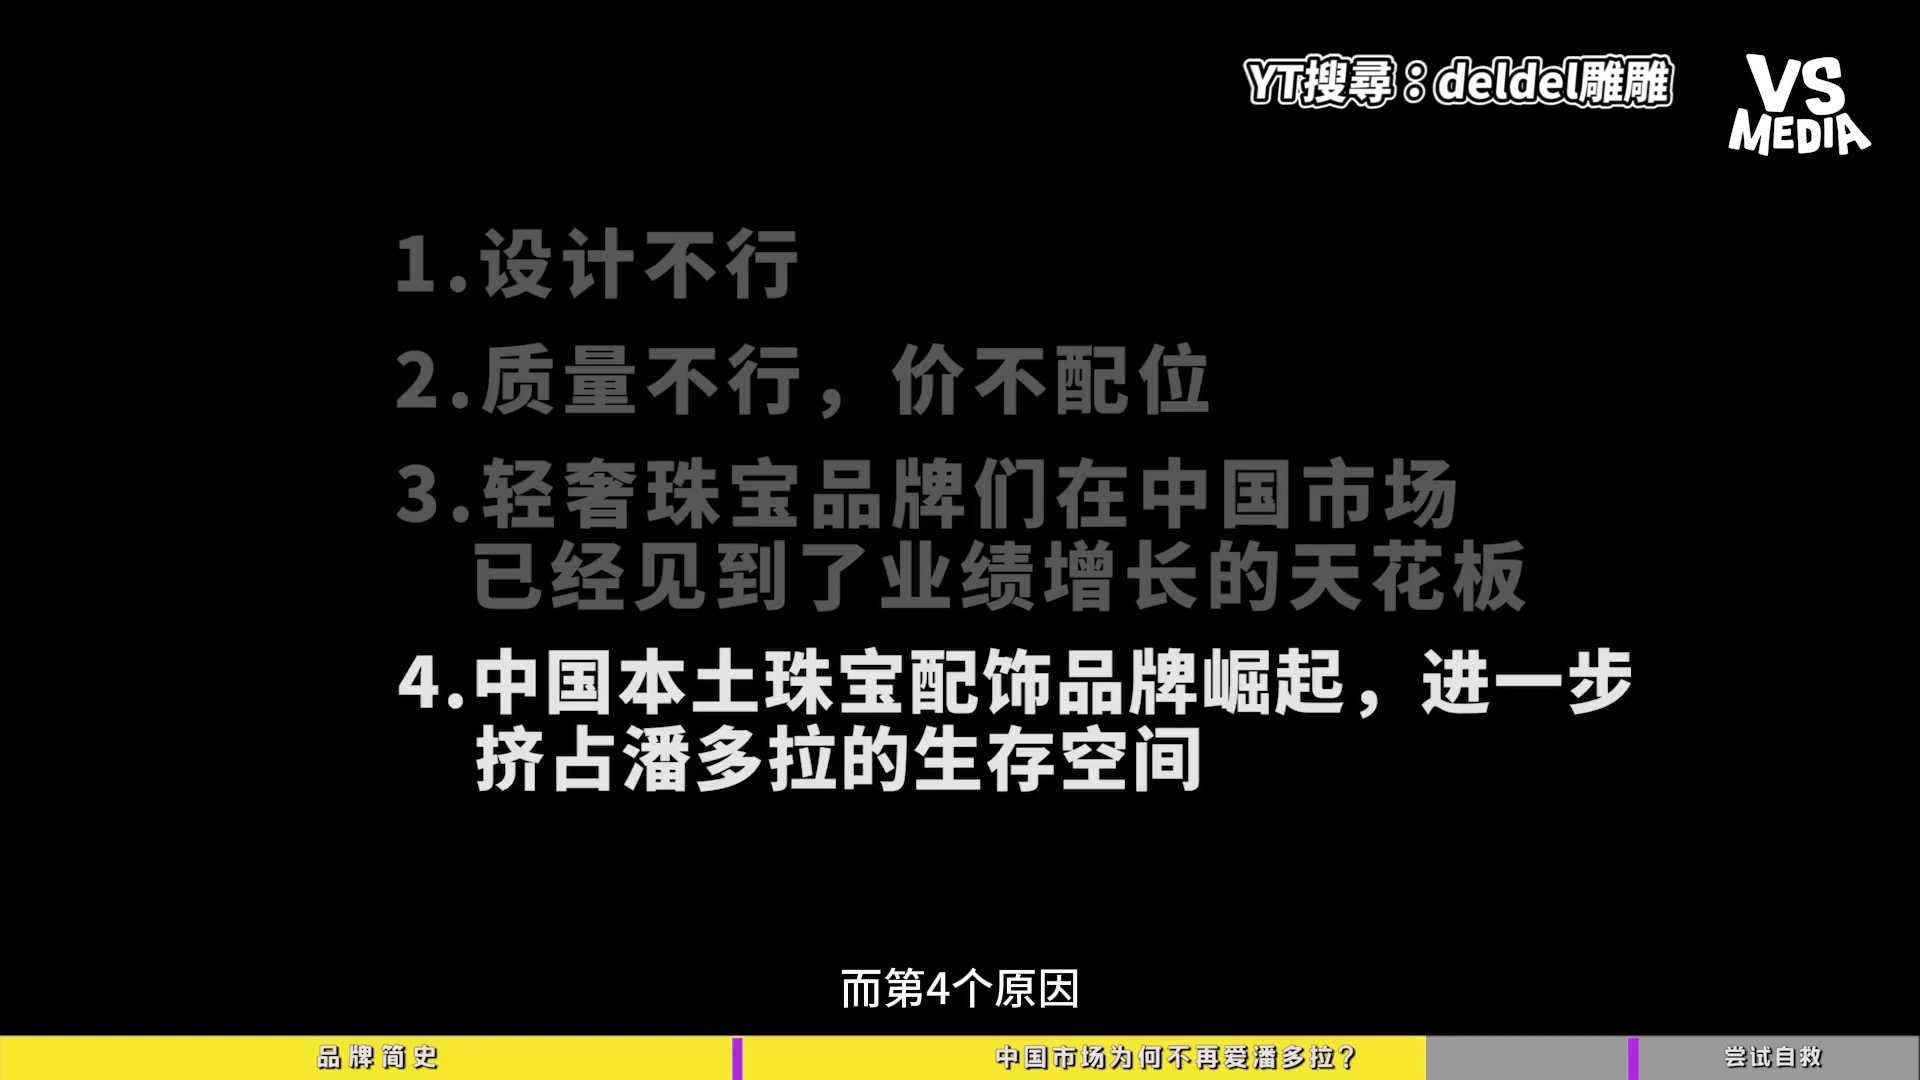 YT搜尋：deldel雕雕
VS
MEDIA
1.设计不行
2.质量不行，价不配位
3.轻奢珠宝品牌们在中国市场
已经见到了业绩增长的天花板
4.中国本土珠宝配饰品牌崛起，进一步
挤占潘多拉的生存空间
而第4个原因
品牌简史
中国市场为何不再爱潘多拉？
尝试自救